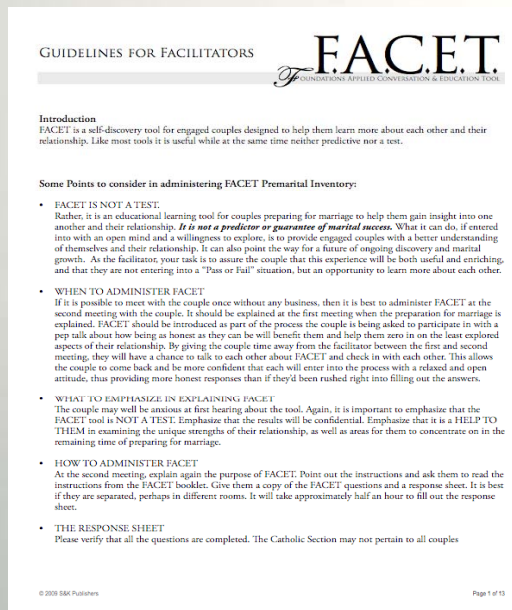 GUIDELINES FOR FACILITATORS
F.A.C.E.T.
FOUNDATIONS APPLIED CONVERSATION & EDUCATION TOOL
Introduction
FACET is a self-discovery tool for engaged couples designed to help them learn more about each other and their
relationship. Like most tools it is useful while at the same time neither predictive nor a test.
Some Points to consider in administering FACET Premarital Inventory:
• FACET IS NOT A TEST.
Rather, it is an educational learning tool for couples preparing for marriage to help them gain insight into one
another and their relationship. It is not a predictor or guarantee of marital success. What it can do, if entered
into with an open mind and a willingness to explore, is to provide engaged couples with a better understanding
of themselves and their relationship. It can also point the way for a future of ongoing discovery and marital
growth. As the facilitator, your task is to assure the couple that this experience will be both useful and enriching,
and that they are not entering into a "Pass or Fail" situation, but an opportunity to learn more about each other.
• WHEN TO ADMINISTER FACET
If it is possible to meet with the couple once without any business, then it is best to administer FACET at the
second meeting with the couple. It should be explained at the first meeting when the preparation for marriage is
explained. FACET should be introduced as part of the process the couple is being asked to participate in with a
pep talk about how being as honest as they can be will benefit them and help them zero in on the least explored
aspects of their relationship. By giving the couple time away from the facilitator between the first and second
meeting, they will have a chance to talk to each other about FACET and check in with each other. This allows
the couple to come back and be more confident that each will enter into the process with a relaxed and open
attitude, thus providing more honest responses than if they'd been rushed right into filling out the answers.
• WHAT TO EMPHASIZE IN EXPLAINING FACET
The couple may well be anxious at first hearing about the tool. Again, it is important to emphasize that the
FACET tool is NOT A TEST. Emphasize that the results will be confidential. Emphasize that it is a HELP TO
THEM in examining the unique strengths of their relationship, as well as areas for them to concentrate on in the
remaining time of preparing for marriage.
• HOW TO ADMINISTER FACET
At the second meeting, explain again the purpose of FACET. Point out the instructions and ask them to read the
instructions from the FACET booklet. Give them a copy of the FACET questions and a response sheet. It is best
if they are separated, perhaps in different rooms. It will take approximately half an hour to fill out the response
sheet.
• THE RESPONSE SHEET
Please verify that all the questions are completed. The Catholic Section may not pertain to all couples
© 2009 S&K Publishers
Page 1 of 13